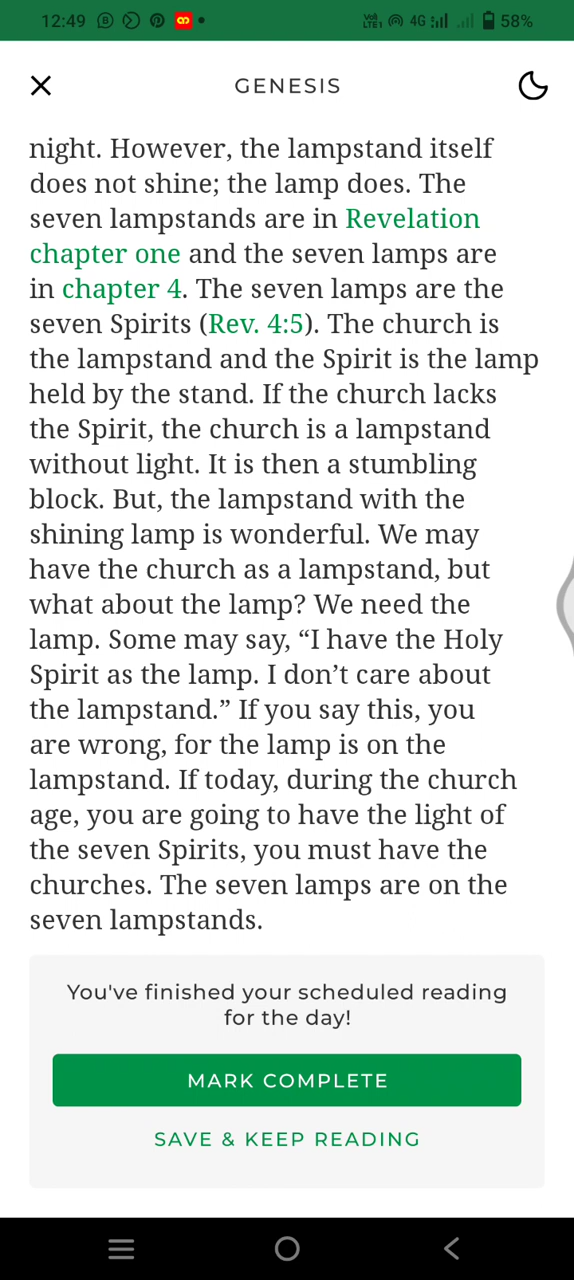 12:49
4G
58%
GENESIS
night. However, the lampstand itself
does not shine; the lamp does. The
seven lampstands are in Revelation
chapter one and the seven lamps are
in chapter 4. The seven lamps are the
seven Spirits (Rev. 4:5). The church is
the lampstand and the Spirit is the lamp
held by the stand. If the church lacks
the Spirit, the church is a lampstand
without light. It is then a stumbling
block. But, the lampstand with the
shining lamp is wonderful. We may
have the church as a lampstand, but
what about the lamp? We need the
lamp. Some may say, “I have the Holy
Spirit as the lamp. I don’t care about
the lampstand.” If you say this, you
are wrong, for the lamp is on the
lampstand. If today, during the church
age, you are going to have the light of
the seven Spirits, you must have the
churches. The seven lamps are on the
seven lampstands.
You've finished your scheduled reading
for the day!
MARK COMPLETE
SAVE & KEEP READING